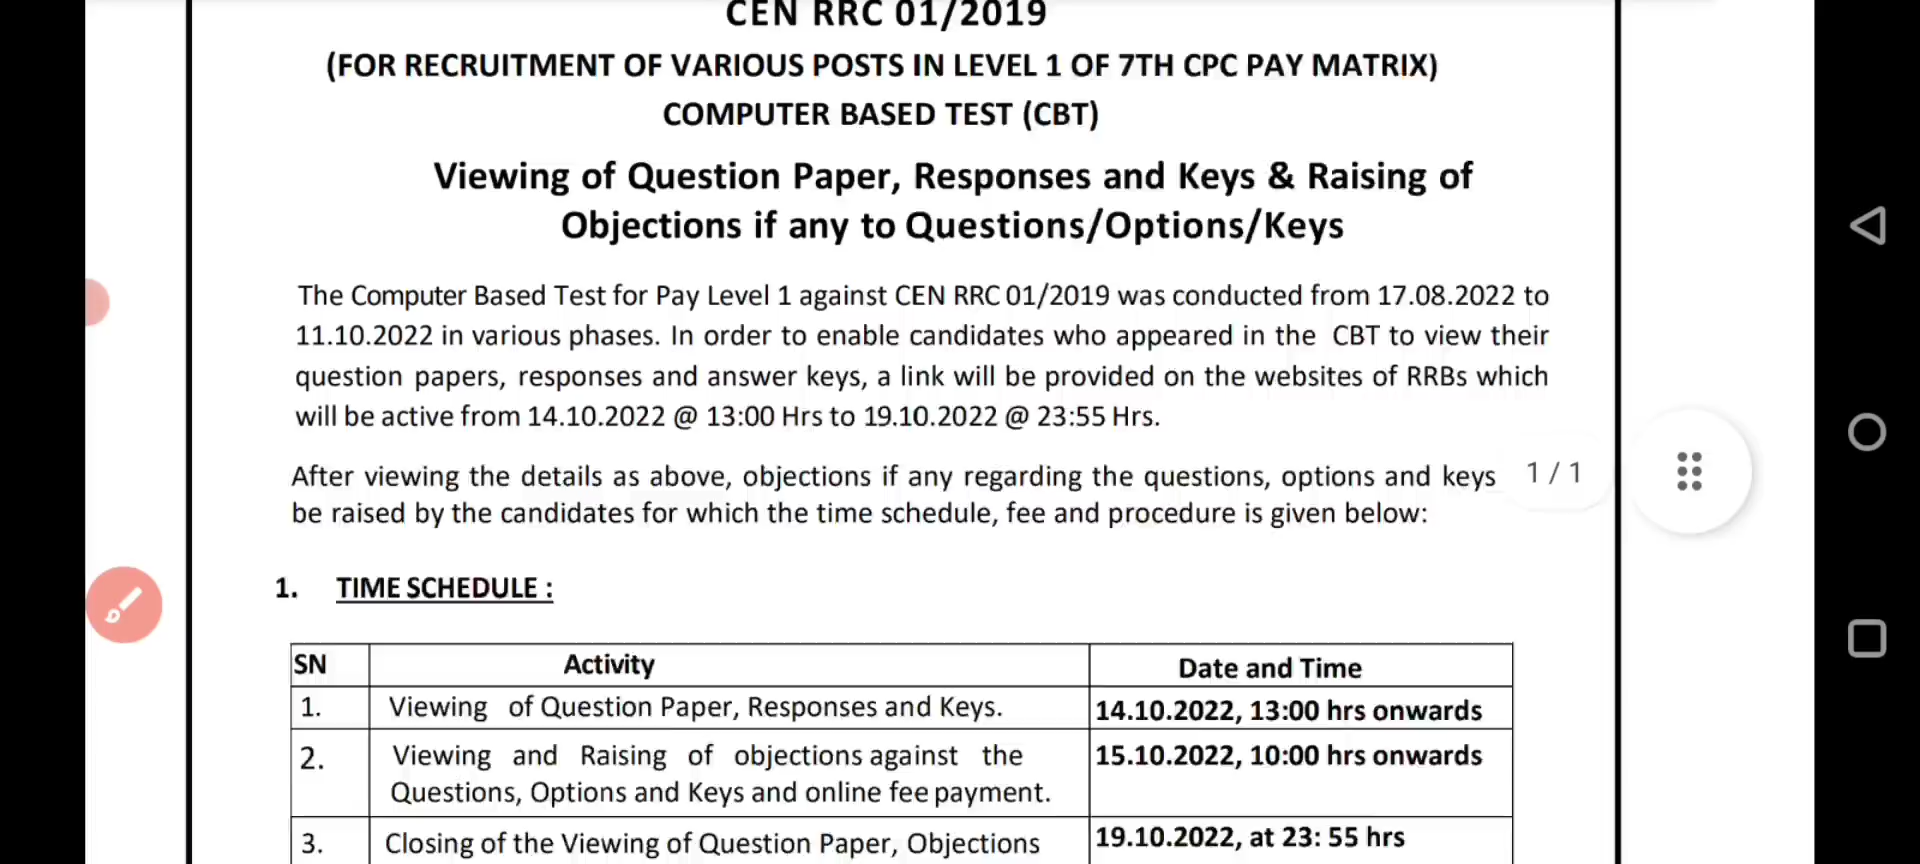 CEN RRC 01/2019
(FOR RECRUITMENT OF VARIOUS POSTS IN LEVEL 1 OF 7TH CPC PAY MATRIX)
COMPUTER BASED TEST (CBT)
Viewing of Question Paper, Responses and Keys & Raising of
Objections if any to Questions/Options/Keys
The Computer Based Test for Pay Level 1 against CEN RRC 01/2019 was conducted from 17.08.2022 to
11.10.2022 in various phases. In order to enable candidates who appeared in the CBT to view their
question papers, responses and answer keys, a link will be provided on the websites of RRBs which
will be active from 14.10.2022 @ 13:00 Hrs to 19.10.2022 @ 23:55 Hrs.
After viewing the details as above, objections if any regarding the questions, options and keys
1 / 1
be raised by the candidates for which the time schedule, fee and procedure is given below:
1. TIME SCHEDULE :
SN Activity Date and Time
1. Viewing of Question Paper, Responses and Keys. 14.10.2022, 13:00 hrs onwards
2. Viewing and Raising of objections against the 15.10.2022, 10:00 hrs onwards
Questions, Options and Keys and online fee payment.
3. Closing of the Viewing of Question Paper, Objections 19.10.2022, at 23: 55 hrs